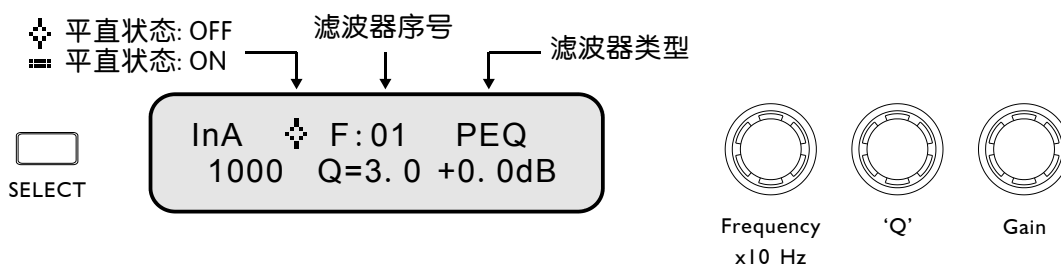 平直状态: OFF
平直状态: ON
滤波器序号
滤波器类型
InA F:01 PEQ
1000 Q=3.0 +0.0dB
SELECT
Frequency
x10 Hz
‘Q’
Gain